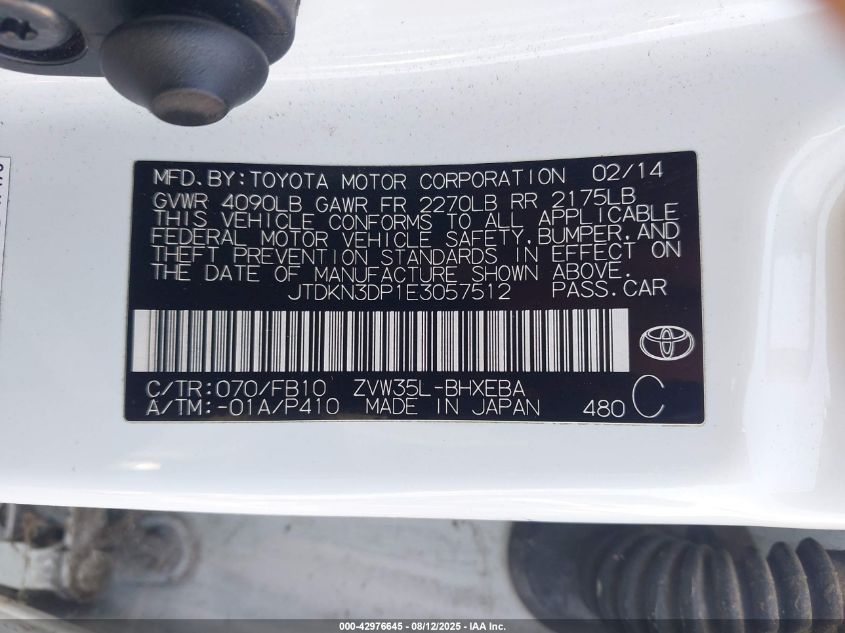 MFD.BY:TOYOTA MOTOR CORPORATION 02/14
GVWR 4090LB GAWR FR 2270LB RR 2175LB
THIS VEHICLE CONFORMS TO ALL APPLICABLE
FEDERAL MOTOR VEHICLE SAFETY,BUMPER,AND
THEFT PREVENTION STANDARDS IN EFFECT ON
THE DATE OF MANUFACTURE SHOWN ABOVE.
JTDKN3DP1E3057512 PASS.CAR
C/TR:070/FB10 ZVW35L-BHXEBA
A/TM:-01A/P410 MADE IN JAPAN 480 C
000-42976645 - 08/12/2025 - IAA Inc.